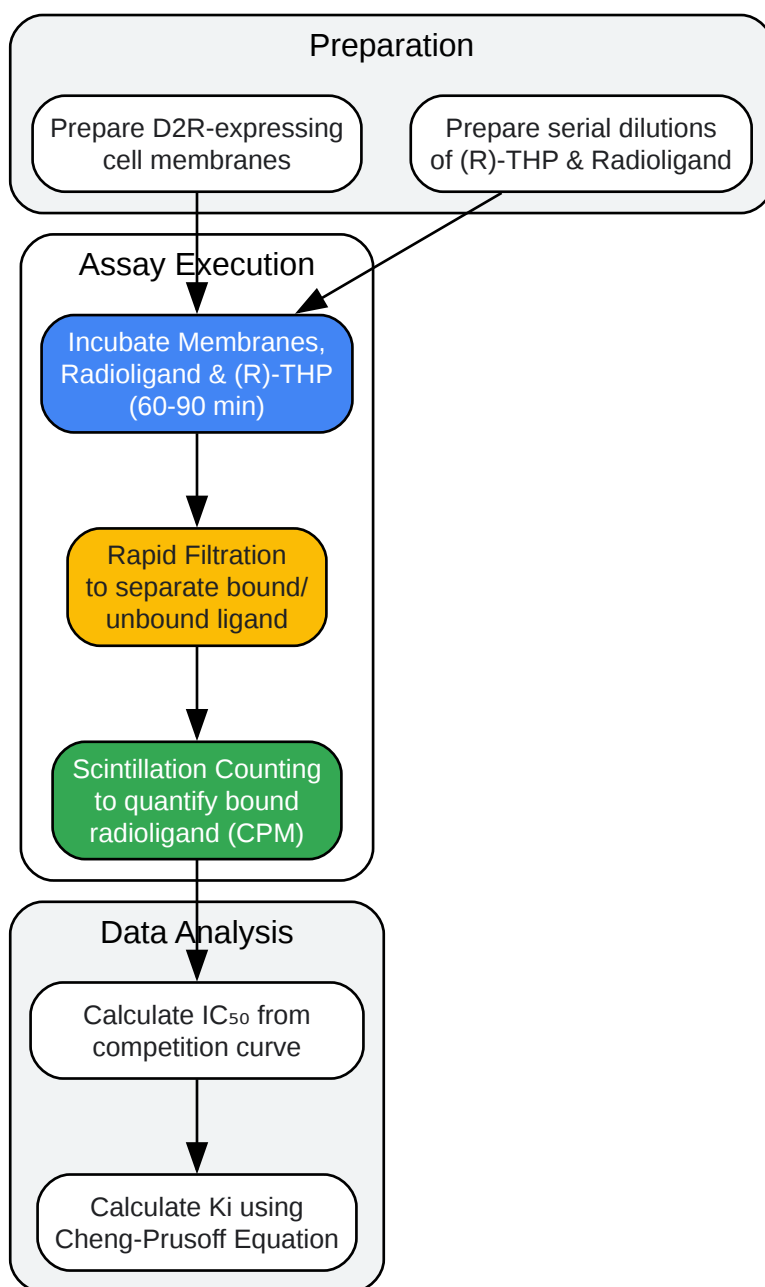 Preparation
Prepare D2R-expressing
cell membranes
Prepare serial dilutions
of (R)-THP & Radioligand
Assay Execution
Incubate Membranes,
Radioligand & (R)-THP
(60-90 min)
Rapid Filtration
to separate bound/
unbound ligand
Scintillation Counting
to quantify bound
radioligand (CPM)
Data Analysis
Calculate IC₅₀ from
competition curve
Calculate Ki using
Cheng-Prusoff Equation